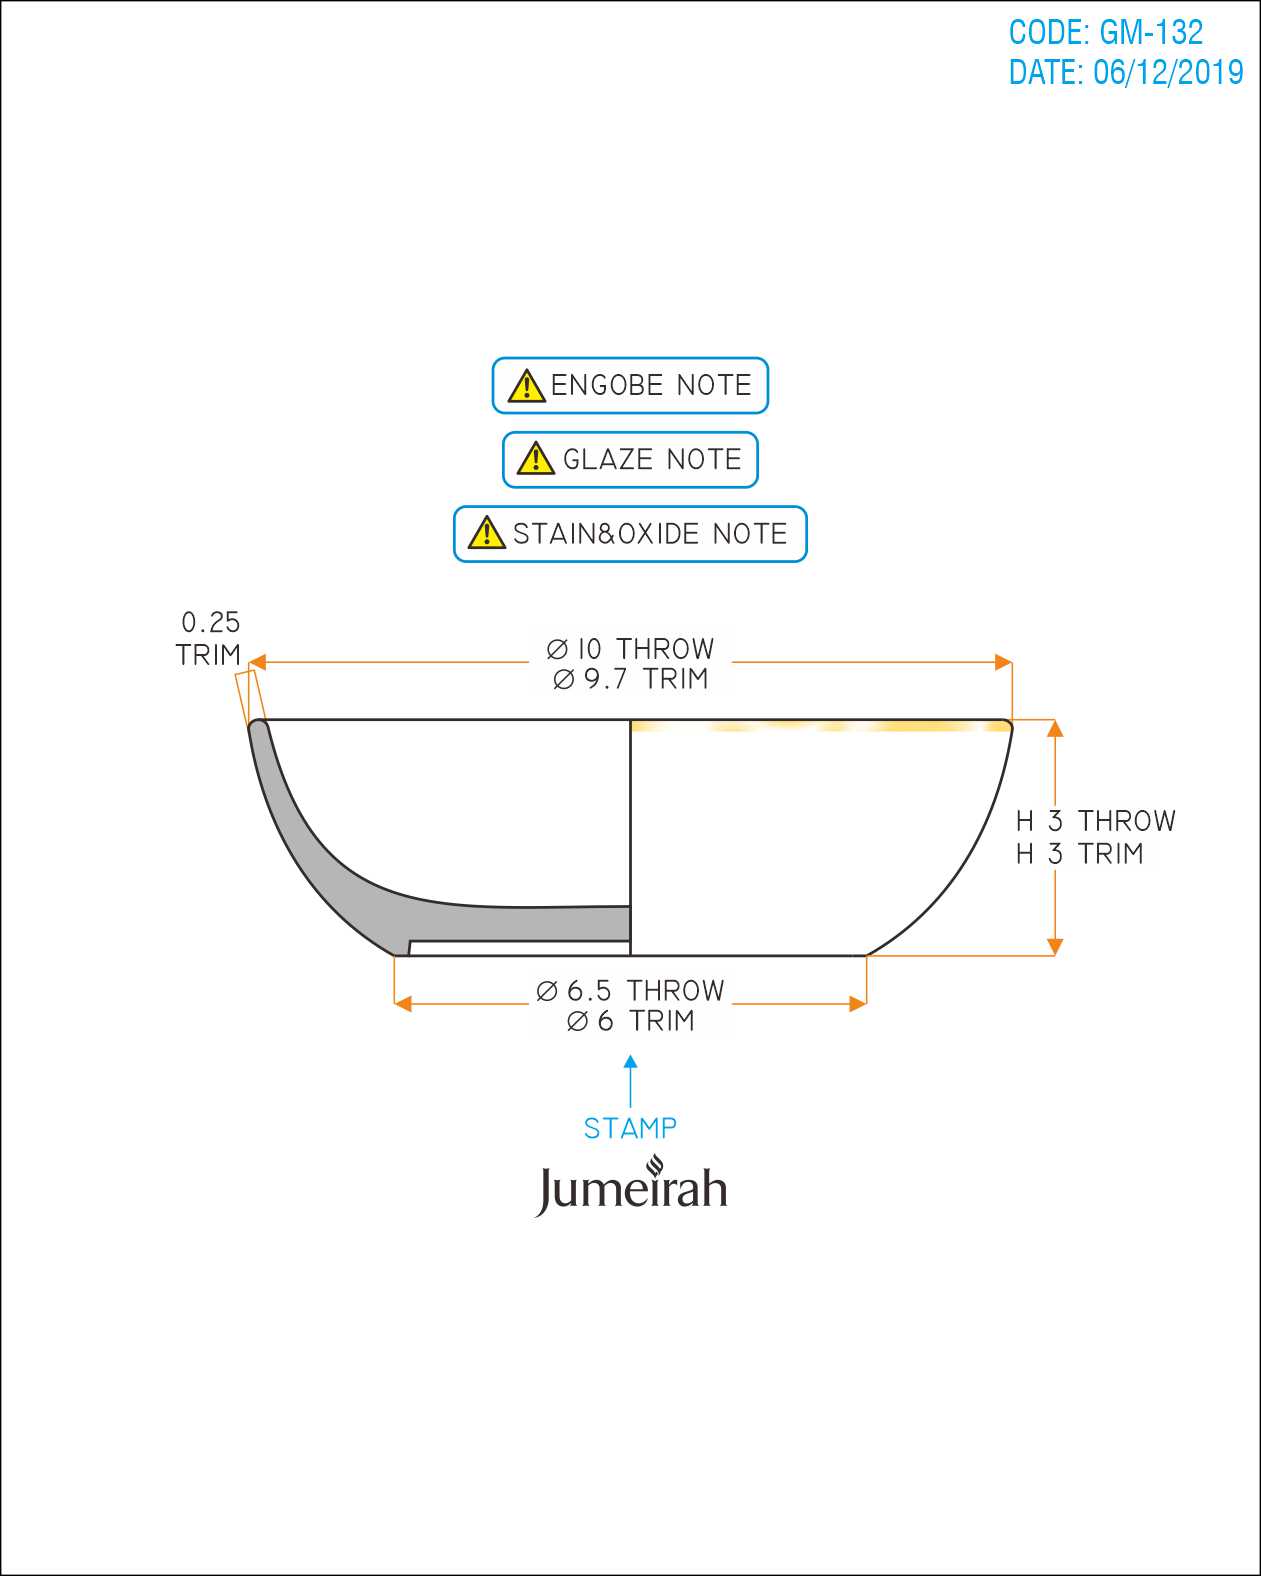 CODE: GM-132
DATE: 06/12/2019
ENGOBE NOTE
GLAZE NOTE
STAIN&OXIDE NOTE
0.25
TRIM
Ø 10 THROW
Ø 9.7 TRIM
H 3 THROW
H 3 TRIM
Ø 6.5 THROW
Ø 6 TRIM
STAMP
Jumeirah